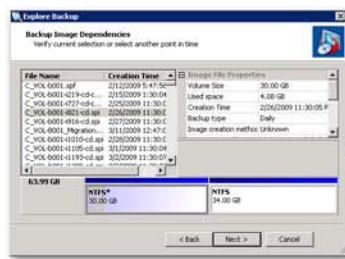 Explore Backup
Backup Image Dependencies
Verify current selection or select another point in time
File Name Creation Time
C_VOL-b001.spf 2/12/2009 5:47:56
C_VOL-b001-i219-cd-c... 2/15/2009 1:30:04
C_VOL-b001-i727-cd-c... 2/25/2009 11:30:0
C_VOL-b001-i821-cd.spi 2/26/2009 11:30:0
C_VOL-b001-i916-cd.spi 2/27/2009 11:30:0
C_VOL-b001_Migration... 3/11/2009 12:47:0
C_VOL-b001-i1010-cd.spi 2/28/2009 11:30:0
C_VOL-b001-i1105-cd.spi 3/1/2009 11:30:04
C_VOL-b001-i1193-cd.spi 3/2/2009 11:30:07
Image File Properties
Volume Size 30.00 GB
Used space 4.08 GB
Creation Time 2/26/2009 11:30:05 P
Backup type Daily
Image creation method Unknown
63.99 GB
NTFS*
30.00 GB
NTFS
34.00 GB
< Back Next > Cancel